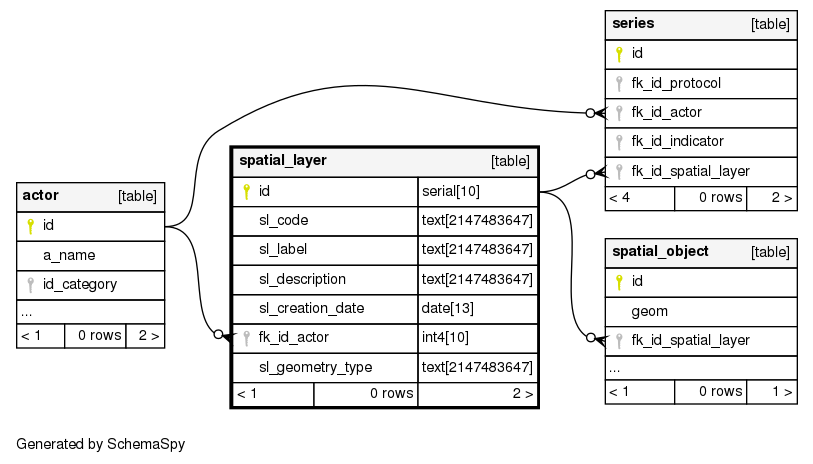 series [table]
id
fk_id_protocol
fk_id_actor
fk_id_indicator
fk_id_spatial_layer
< 4 0 rows 2 >
spatial_layer [table]
id serial[10]
sl_code text[2147483647]
sl_label text[2147483647]
sl_description text[2147483647]
sl_creation_date date[13]
fk_id_actor int4[10]
sl_geometry_type text[2147483647]
< 1 0 rows 2 >
actor [table]
id
a_name
id_category
...
< 1 0 rows 2 >
spatial_object [table]
id
geom
fk_id_spatial_layer
...
< 1 0 rows 1 >
Generated by SchemaSpy